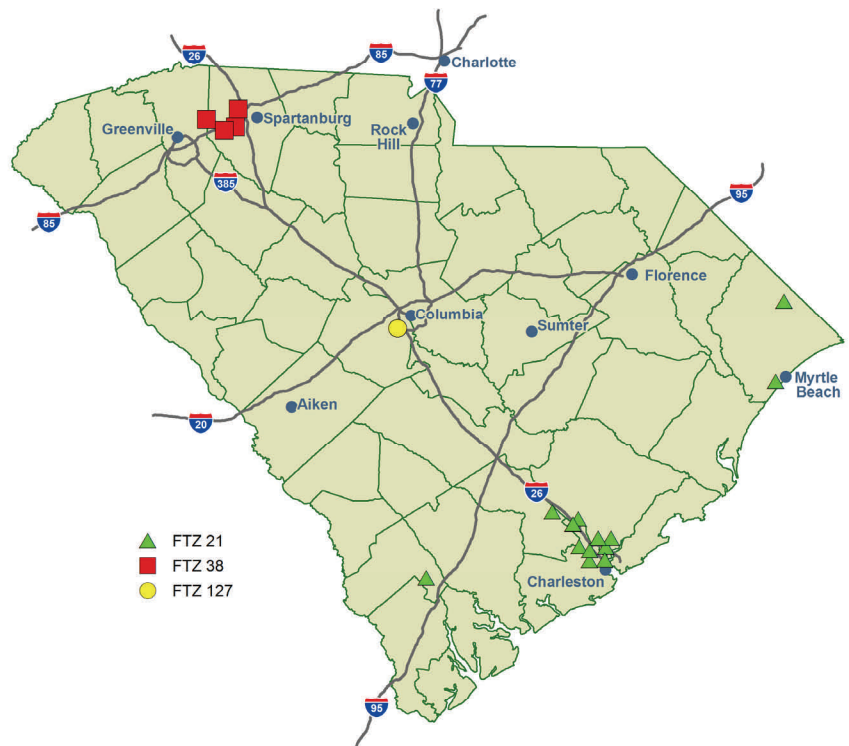 26
85
Charlotte
77
Spartanburg
Greenville
Rock
Hill
385
95
85
Florence
Columbia
Sumter
Myrtle
Beach
Aiken
20
26
FTZ 21
FTZ 38
FTZ 127
Charleston
95